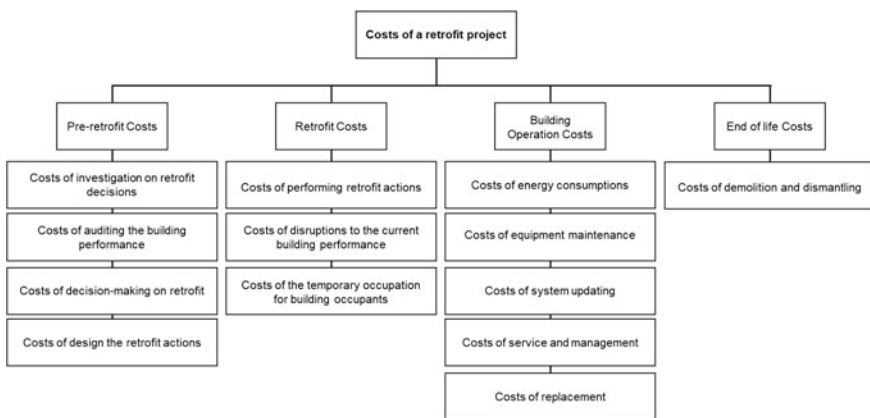 Costs of a retrofit project
Pre-retrofit Costs
Retrofit Costs
Building
Operation Costs
End of life Costs
Costs of investigation on retrofit
decisions
Costs of auditing the building
performance
Costs of decision-making on retrofit
Costs of design the retrofit actions
Costs of performing retrofit actions
Costs of disruptions to the current
building performance
Costs of the temporary occupation
for building occupants
Costs of energy consumptions
Costs of equipment maintenance
Costs of system updating
Costs of service and management
Costs of replacement
Costs of demolition and dismantling